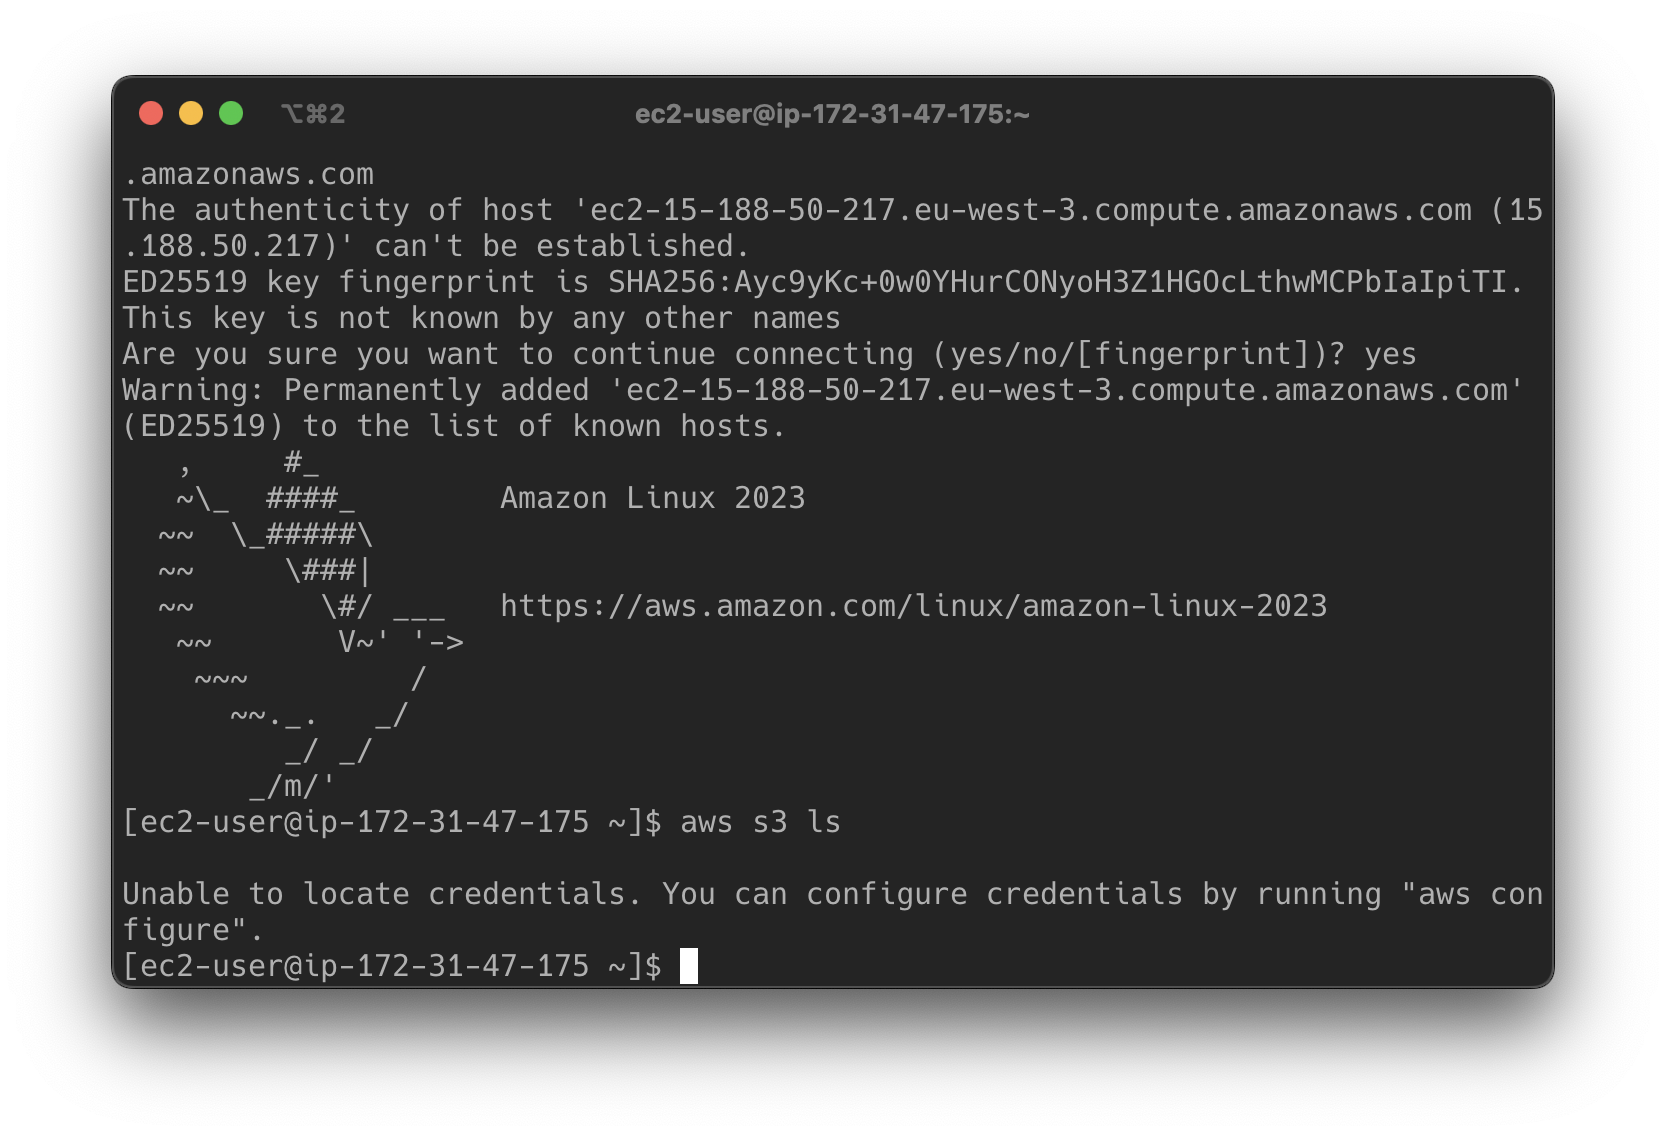 ⌥⌘2
ec2-user@ip-172-31-47-175:~
.amazonaws.com
The authenticity of host 'ec2-15-188-50-217.eu-west-3.compute.amazonaws.com (15
.188.50.217)' can't be established.
ED25519 key fingerprint is SHA256:Ayc9yKc+0w0YHurCONyoH3Z1HGOcLthwMCPbIaIpiTI.
This key is not known by any other names
Are you sure you want to continue connecting (yes/no/[fingerprint])? yes
Warning: Permanently added 'ec2-15-188-50-217.eu-west-3.compute.amazonaws.com'
(ED25519) to the list of known hosts.
   ,     #_
   ~\_  ####_        Amazon Linux 2023
  ~~  \_#####\
  ~~     \###|
  ~~       \#/ ___   https://aws.amazon.com/linux/amazon-linux-2023
   ~~       V~' '->
    ~~~         /
      ~~._.   _/
         _/ _/
       _/m/'
[ec2-user@ip-172-31-47-175 ~]$ aws s3 ls

Unable to locate credentials. You can configure credentials by running "aws con
figure".
[ec2-user@ip-172-31-47-175 ~]$